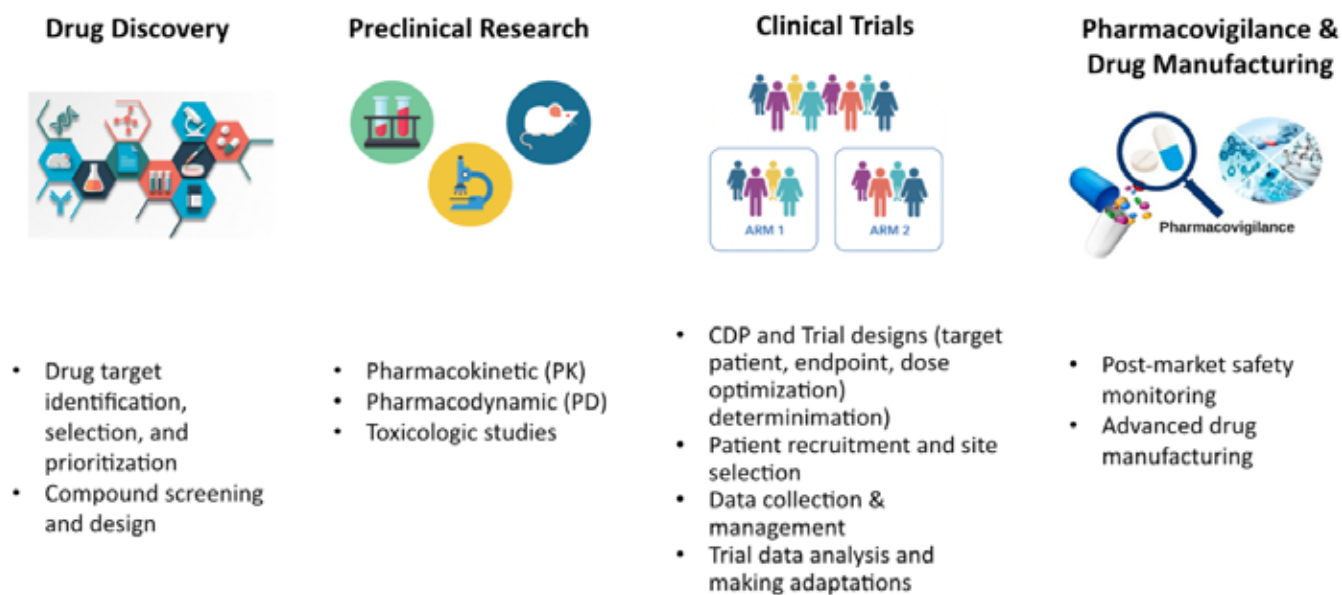 Drug Discovery
Preclinical Research
Clinical Trials
Pharmacovigilance &
Drug Manufacturing
ARM 1
ARM 2
Pharmacovigilance
• Drug target
identification,
selection, and
prioritization
• Compound screening
and design
• Pharmacokinetic (PK)
• Pharmacodynamic (PD)
• Toxicologic studies
• CDP and Trial designs (target
patient, endpoint, dose
optimization)
determinimation)
• Patient recruitment and site
selection
• Data collection &
management
• Trial data analysis and
making adaptations
• Post-market safety
monitoring
• Advanced drug
manufacturing